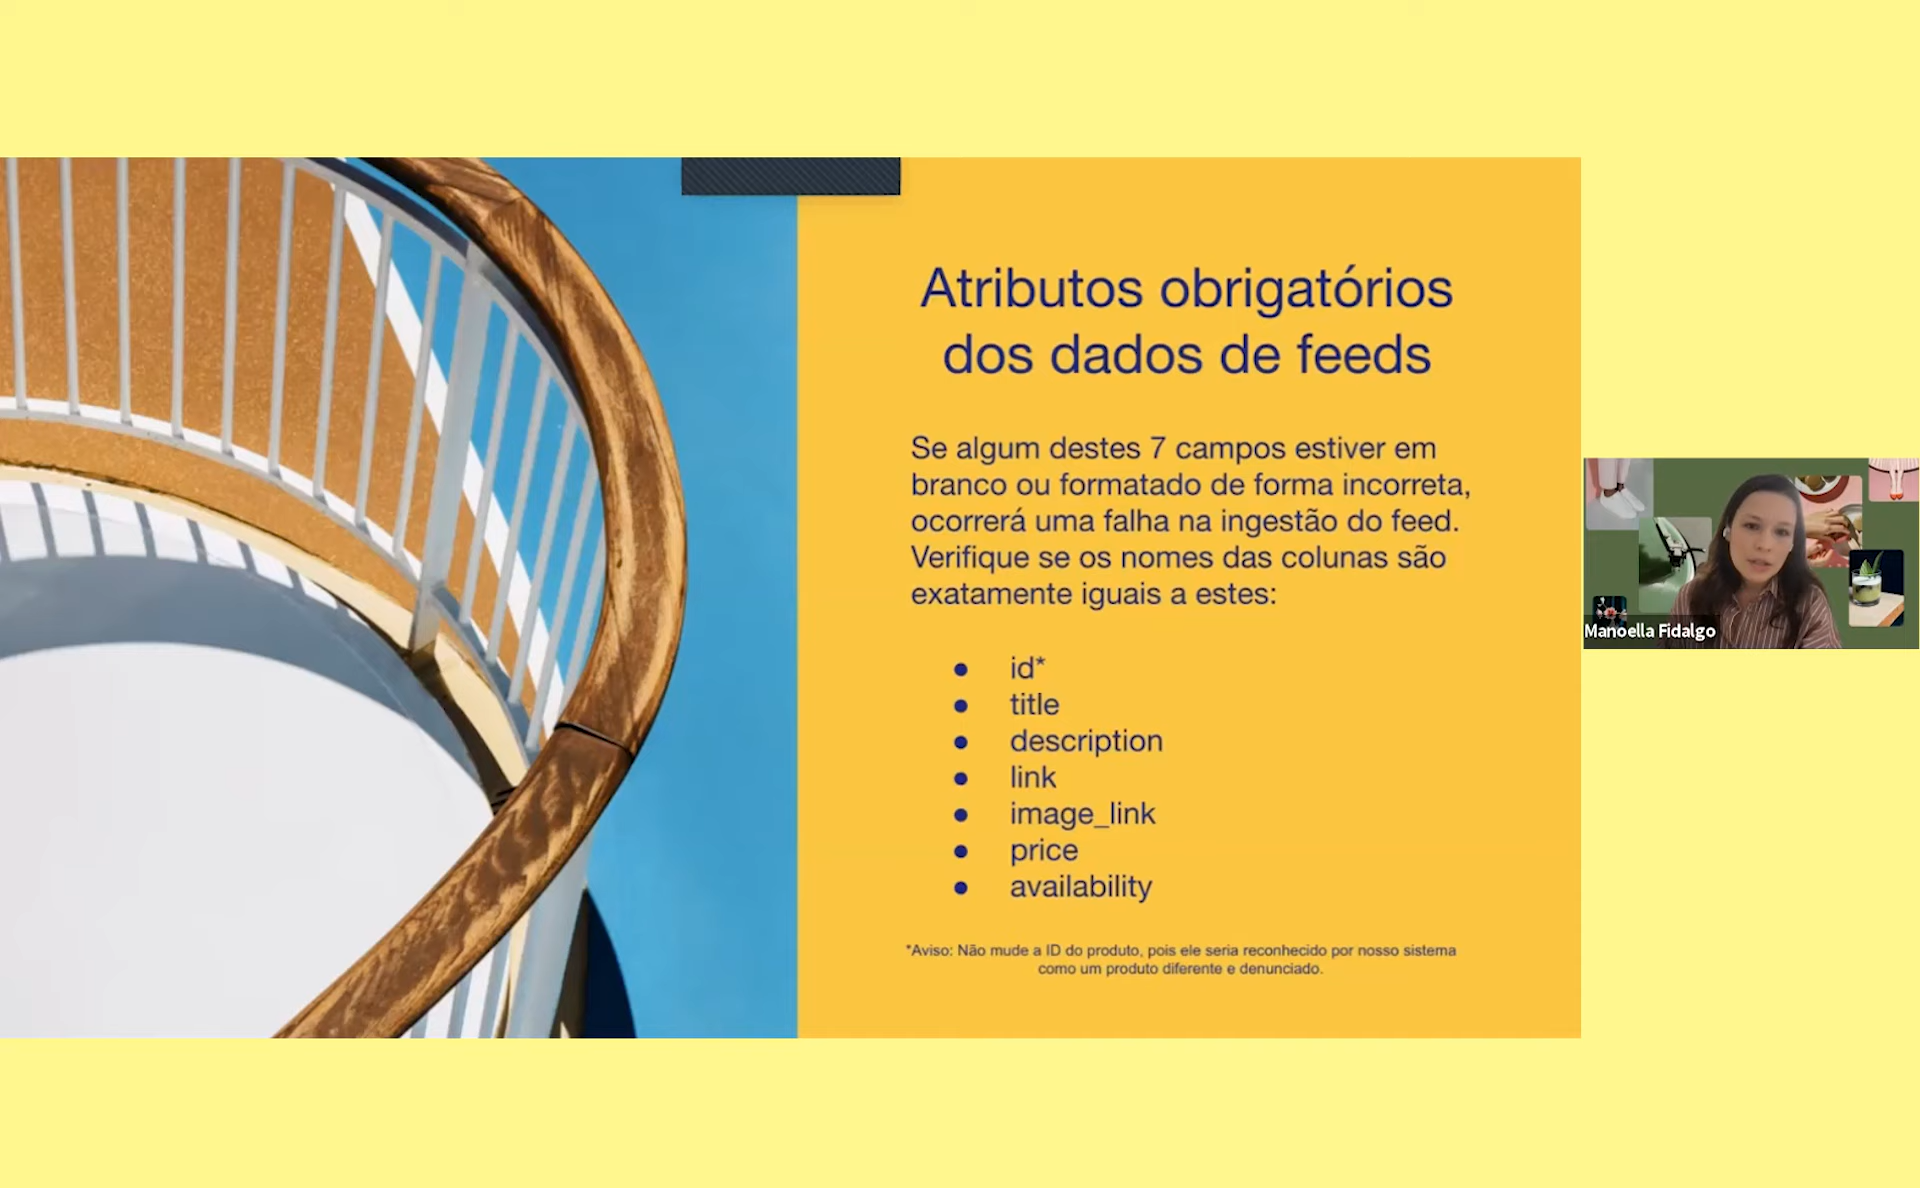 Atributos obrigatórios
dos dados de feeds
Se algum destes 7 campos estiver em
branco ou formatado de forma incorreta,
ocorrerá uma falha na ingestão do feed.
Verifique se os nomes das colunas são
exatamente iguais a estes:
● id*
● title
● description
● link
● image_link
● price
● availability
*Aviso: Não mude a ID do produto, pois ele seria reconhecido por nosso sistema
como um produto diferente e denunciado.
Manoella Fidalgo